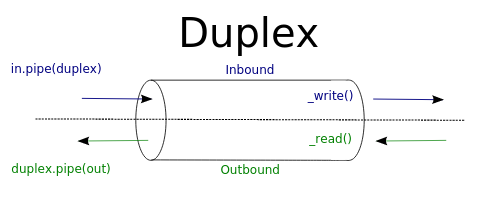 Duplex
in.pipe(duplex)
Inbound
_write()
_read()
duplex.pipe(out)
Outbound